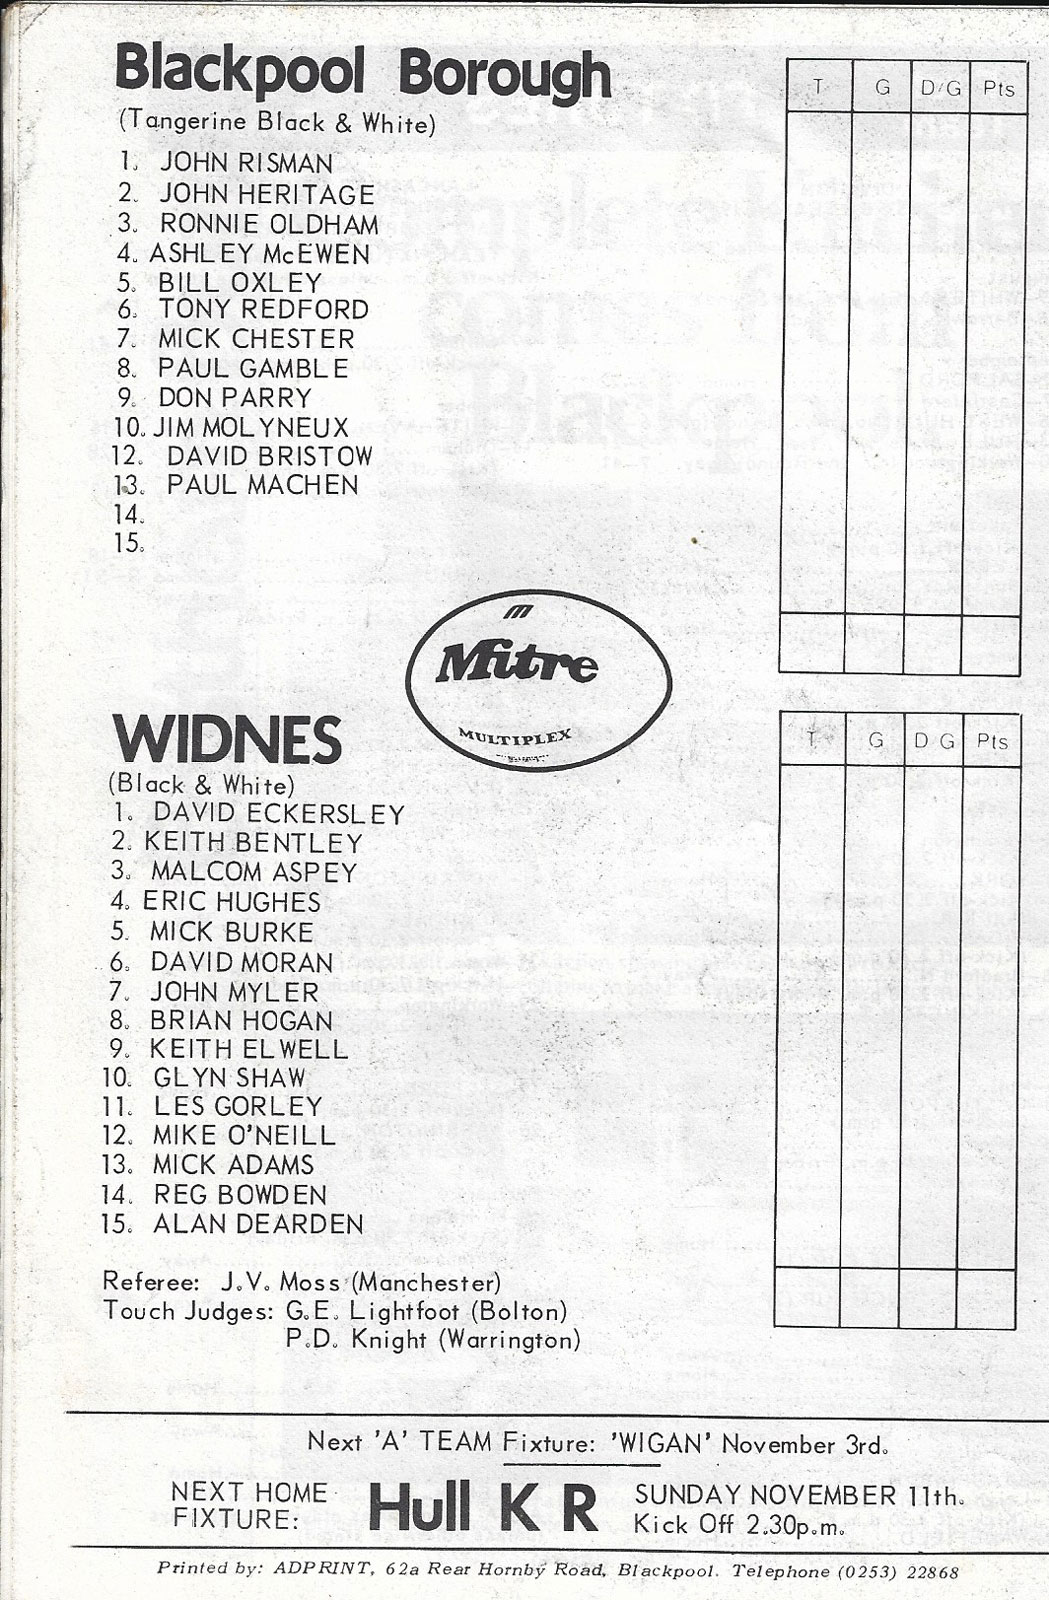 Blackpool Borough
(Tangerine Black & White)
T G D/G Pts
1. JOHN RISMAN
2. JOHN HERITAGE
3. RONNIE OLDHAM
4. ASHLEY McEWEN
5. BILL OXLEY
6. TONY REDFORD
7. MICK CHESTER
8. PAUL GAMBLE
9. DON PARRY
10. JIM MOLYNEUX
12. DAVID BRISTOW
13. PAUL MACHEN
14.
15.
Mitre
MULTIPLEX
WIDNES
(Black & White)
T G D G Pts
1. DAVID ECKERSLEY
2. KEITH BENTLEY
3. MALCOM ASPEY
4. ERIC HUGHES
5. MICK BURKE
6. DAVID MORAN
7. JOHN MYLER
8. BRIAN HOGAN
9. KEITH ELWELL
10. GLYN SHAW
11. LES GORLEY
12. MIKE O'NEILL
13. MICK ADAMS
14. REG BOWDEN
15. ALAN DEARDEN
Referee: J.V. Moss (Manchester)
Touch Judges: G.E. Lightfoot (Bolton)
P.D. Knight (Warrington)
Next 'A' TEAM Fixture: 'WIGAN' November 3rd.
NEXT HOME FIXTURE: Hull K R SUNDAY NOVEMBER 11th.
Kick Off 2.30p.m.
Printed by: ADPRINT, 62a Rear Hornby Road, Blackpool. Telephone (0253) 22868